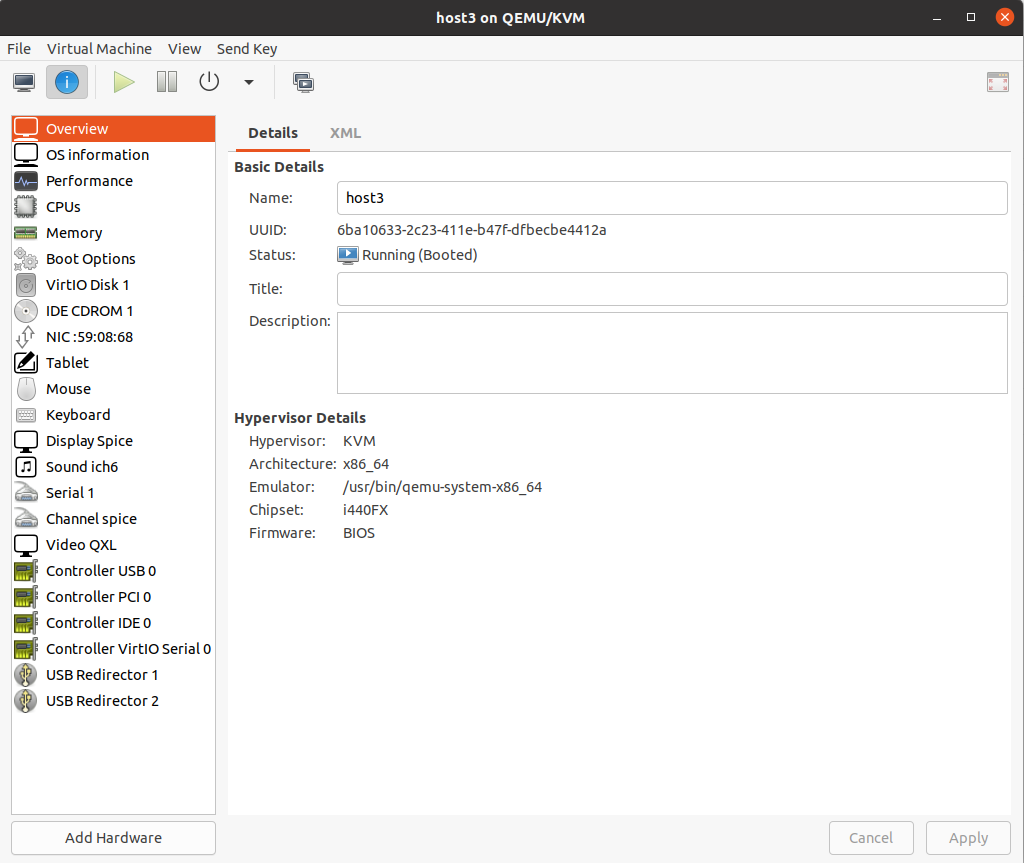 host3 on QEMU/KVM
File Virtual Machine View Send Key
Overview
OS information
Performance
CPUs
Memory
Boot Options
VirtIO Disk 1
IDE CDROM 1
NIC :59:08:68
Tablet
Mouse
Keyboard
Display Spice
Sound ich6
Serial 1
Channel spice
Video QXL
Controller USB 0
Controller PCI 0
Controller IDE 0
Controller VirtIO Serial 0
USB Redirector 1
USB Redirector 2
Add Hardware
Details XML
Basic Details
Name: host3
UUID: 6ba10633-2c23-411e-b47f-dfbecbe4412a
Status: Running (Booted)
Title:
Description:
Hypervisor Details
Hypervisor: KVM
Architecture: x86_64
Emulator: /usr/bin/qemu-system-x86_64
Chipset: i440FX
Firmware: BIOS
Cancel Apply